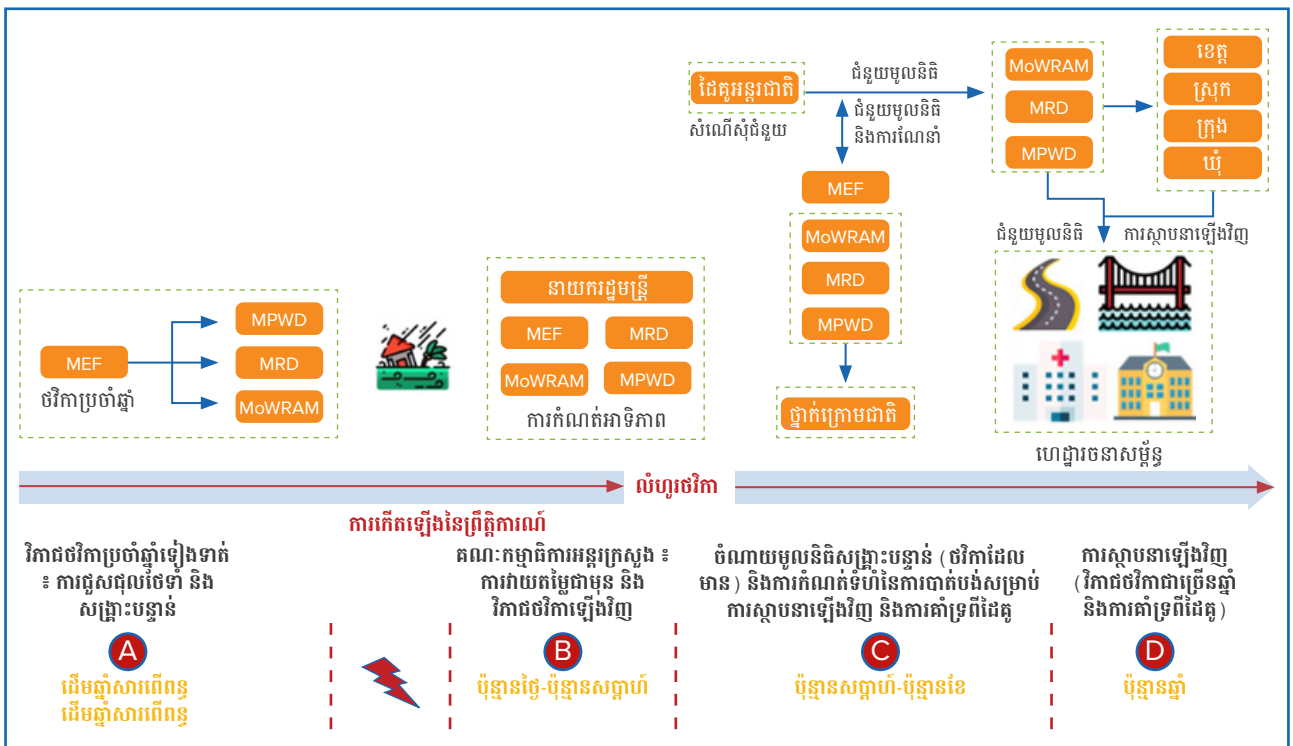 MEF
ថវិកាប្រចាំឆ្នាំ
MPWD
MRD
MoWRAM
នាយករដ្ឋមន្ត្រី
MEF
MRD
MoWRAM
MPWD
ការកំណត់អាទិភាព
ដៃគូអន្តរជាតិ
សំណើសុំជំនួយ
ជំនួយមូលនិធិ
ជំនួយមូលនិធិ
និងការណែនាំ
MEF
MoWRAM
MRD
MPWD
ថ្នាក់ក្រោមជាតិ
MoWRAM
MRD
MPWD
ខេត្ត
ស្រុក
ក្រុង
ឃុំ
ជំនួយមូលនិធិ
ការស្ថាបនាឡើងវិញ
ហេដ្ឋារចនាសម្ព័ន្ធ
លំហូរថវិកា
ការកើតឡើងនៃព្រឹត្តិការណ៍
វិភាជថវិកាប្រចាំឆ្នាំទៀងទាត់
៖ ការជួសជុលថែទាំ និង
សង្គ្រោះបន្ទាន់
A
ដើមឆ្នាំសារពើពន្ធ
ដើមឆ្នាំសារពើពន្ធ
គណៈកម្មាធិការអន្តរក្រសួង ៖
ការវាយតម្លៃជាមុន និង
វិភាជថវិកាឡើងវិញ
B
ប៉ុន្មានថ្ងៃ-ប៉ុន្មានសប្តាហ៍
ចំណាយមូលនិធិសង្គ្រោះបន្ទាន់ (ថវិកាដែល
មាន) និងការកំណត់ទំហំនៃការបាត់បង់សម្រាប់
ការស្ថាបនាឡើងវិញ និងការគាំទ្រពីដៃគូ
C
ប៉ុន្មានសប្តាហ៍-ប៉ុន្មានខែ
ការស្ថាបនាឡើងវិញ
(វិភាជថវិកាជាច្រើនឆ្នាំ
និងការគាំទ្រពីដៃគូ)
D
ប៉ុន្មានឆ្នាំ